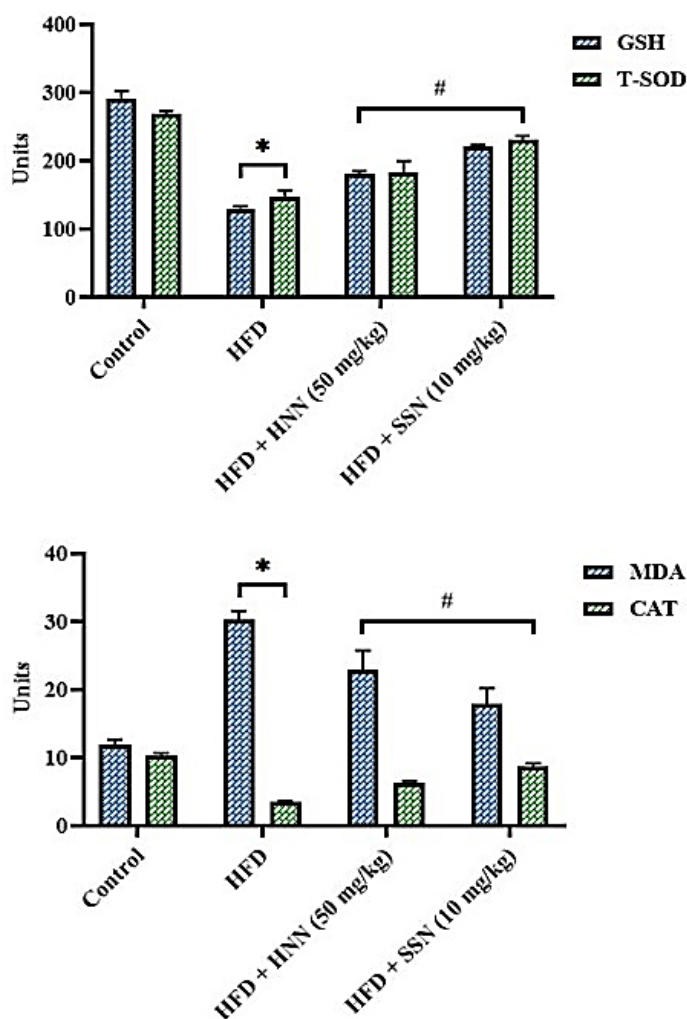 400
300
200
100
0
Units
GSH
T-SOD
*
#
Control
HFD
HFD + HNN (50 mg/kg)
HFD + SSN (10 mg/kg)
40
30
20
10
0
Units
MDA
CAT
*
#
Control
HFD
HFD + HNN (50 mg/kg)
HFD + SSN (10 mg/kg)